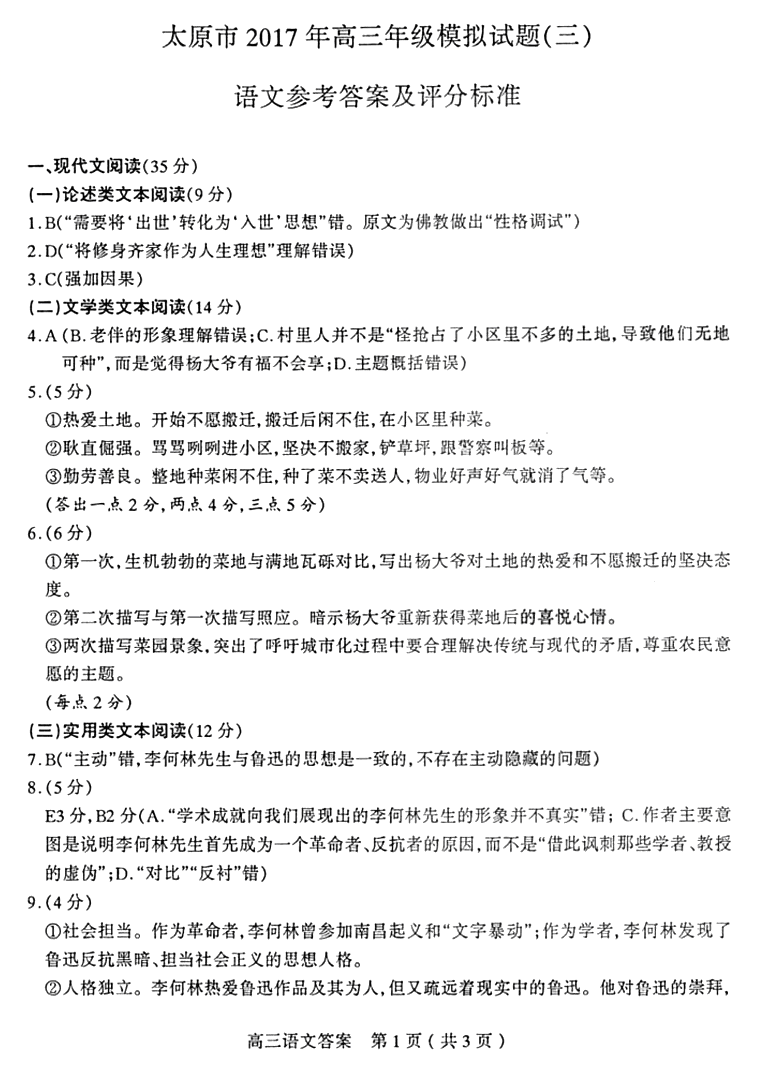 太原市2017年高三年级模拟试题(三)
语文参考答案及评分标准
一、现代文阅读(35分)
(一)论述类文本阅读(9分)
1.B(“需要将‘出世’转化为‘入世’思想”错。原文为佛教做出“性格调试”)
2.D(“将修身齐家作为人生理想”理解错误)
3.C(强加因果)
(二)文学类文本阅读(14分)
4.A(B.老伴的形象理解错误;C.村里人并不是“怪抢占了小区里不多的土地,导致他们无地
可种”,而是觉得杨大爷有福不会享;D.主题概括错误)
5.(5分)
①热爱土地。开始不愿搬迁,搬迁后闲不住,在小区里种菜。
②耿直倔强。骂骂咧咧进小区,坚决不搬家,铲草坪,跟警察叫板等。
③勤劳善良。整地种菜闲不住,种了菜不卖送人,物业好声好气就消了气等。
(答出一点2分,两点4分,三点5分)
6.(6分)
①第一次,生机勃勃的菜地与满地瓦砾对比,写出杨大爷对土地的热爱和不愿搬迁的坚决态
度。
②第二次描写与第一次描写照应。暗示杨大爷重新获得菜地后的喜悦心情。
③两次描写菜园景象,突出了呼吁城市化过程中要合理解决传统与现代的矛盾,尊重农民意
愿的主题。
(每点2分)
(三)实用类文本阅读(12分)
7.B(“主动”错,李何林先生与鲁迅的思想是一致的,不存在主动隐藏的问题)
8.(5分)
E3分,B2分(A.“学术成就向我们展现出的李何林先生的形象并不真实”错; C.作者主要意
图是说明李何林先生首先成为一个革命者、反抗者的原因,而不是“借此讽刺那些学者、教授
的虚伪”;D.“对比”“反衬”错)
9.(4分)
①社会担当。作为革命者,李何林曾参加南昌起义和“文字暴动”;作为学者,李何林发现了
鲁迅反抗黑暗、担当社会正义的思想人格。
②人格独立。李何林热爱鲁迅作品及其为人,但又疏远着现实中的鲁迅。他对鲁迅的崇拜,
高三语文答案 第1页(共3页)